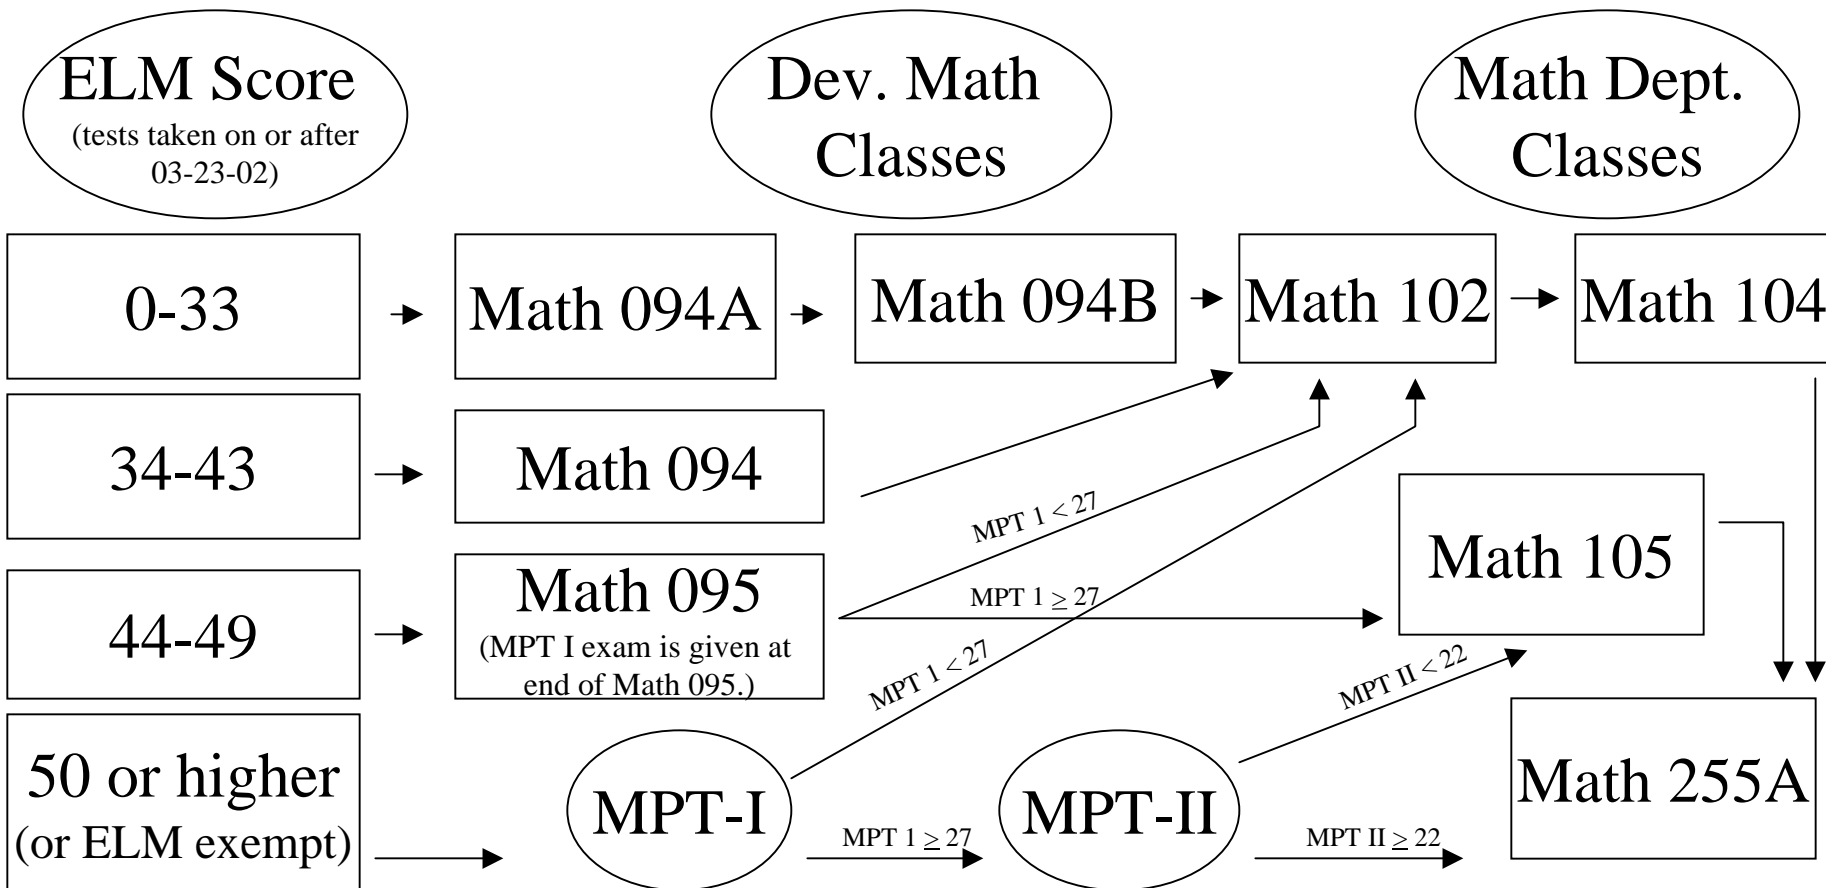 ELM Score
(tests taken on or after
03-23-02)
Dev. Math
Classes
Math Dept.
Classes
0-33
Math 094A
Math 094B
Math 102
Math 104
34-43
Math 094
MPT 1 < 27
Math 105
44-49
Math 095
(MPT I exam is given at
end of Math 095.)
MPT 1 ≥ 27
MPT 1 < 27
MPT II < 22
50 or higher
(or ELM exempt)
MPT-I
MPT 1 ≥ 27
MPT-II
MPT II ≥ 22
Math 255A